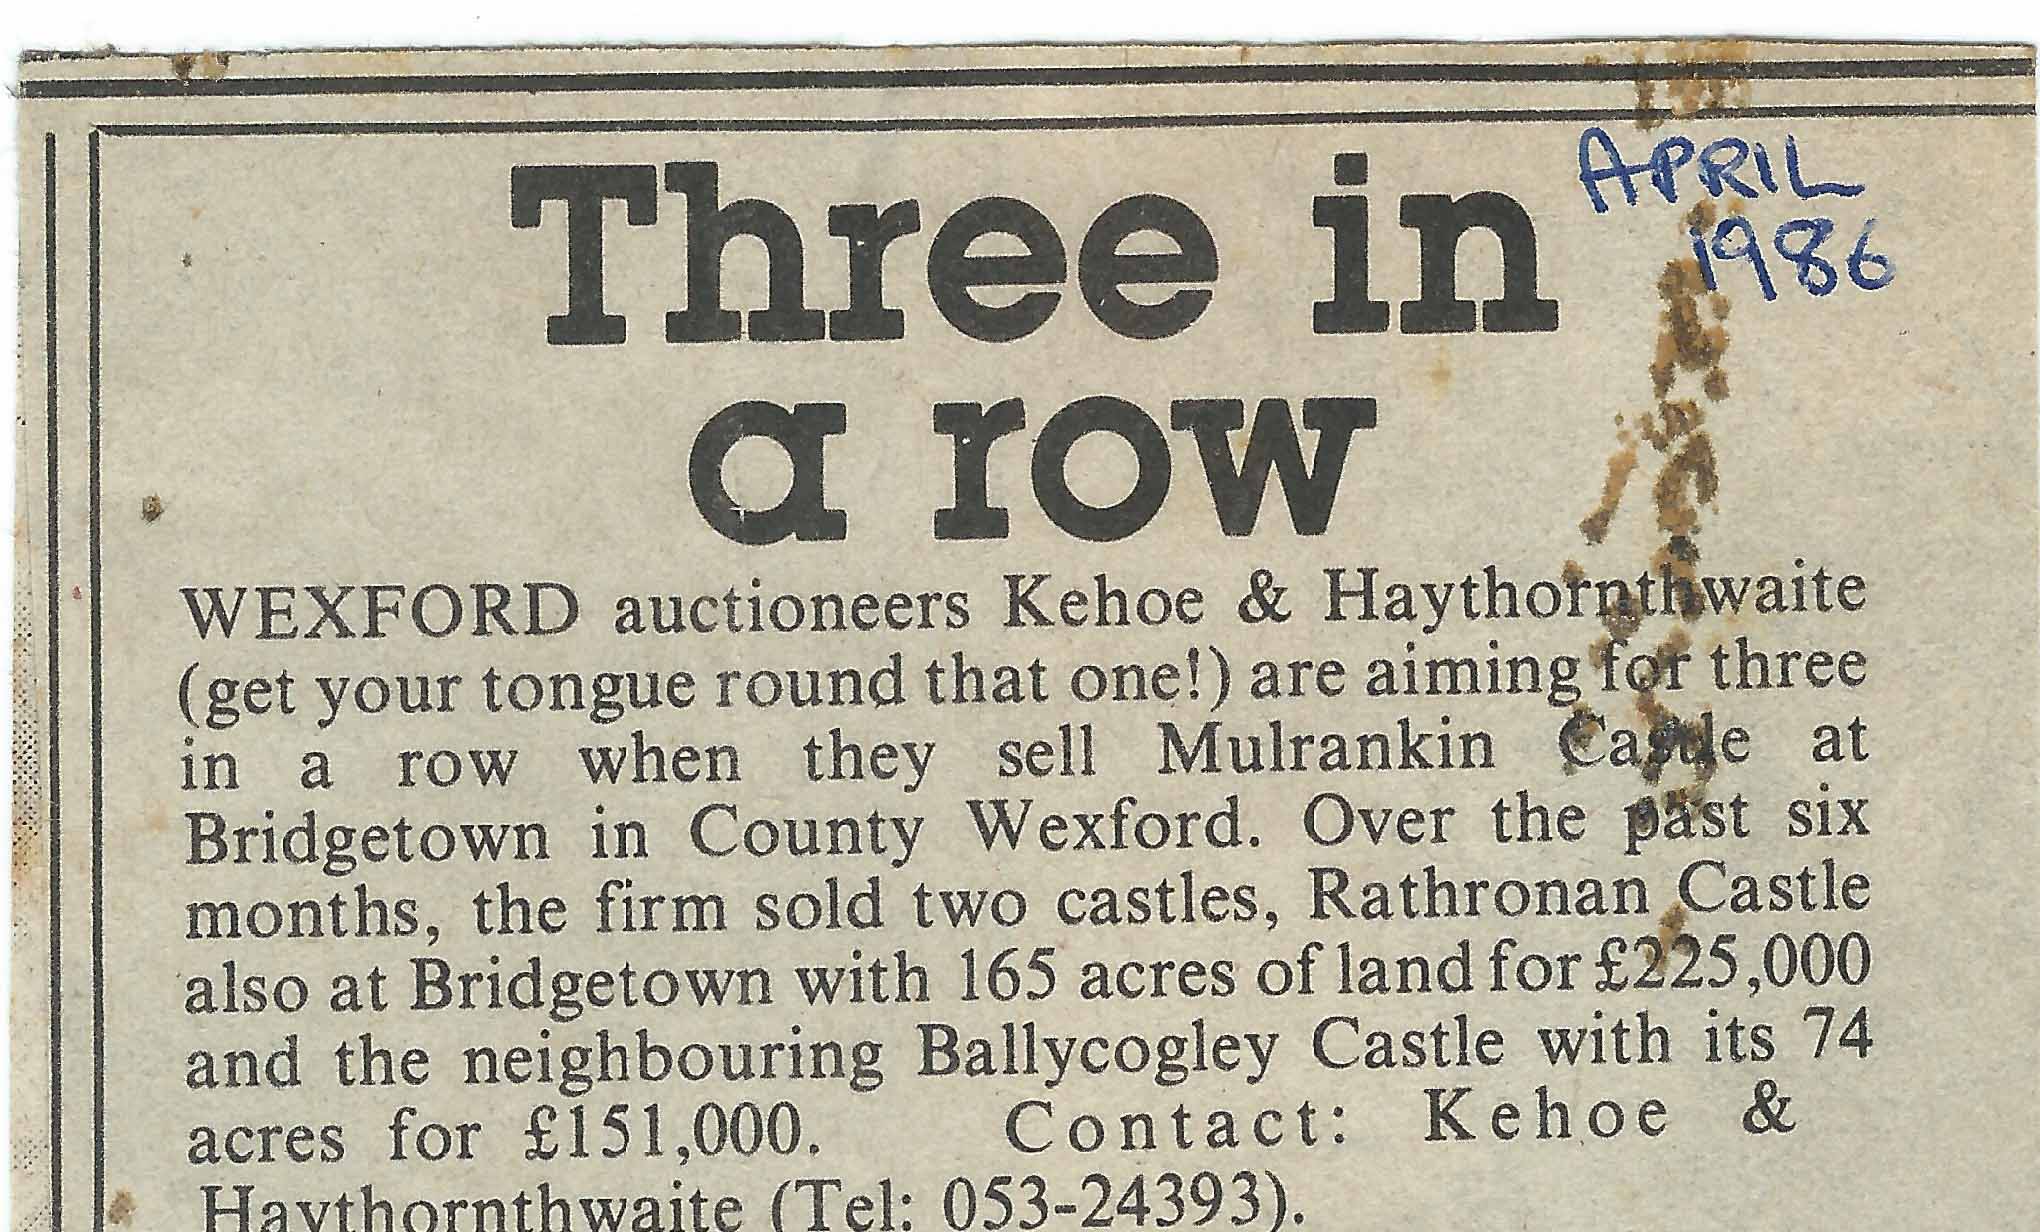 Three in
APRIL
1986
a row
WEXFORD auctioneers Kehoe & Haythornthwaite
(get your tongue round that one!) are aiming for three
in a row when they sell Mulrankin Castle at
Bridgetown in County Wexford. Over the past six
months, the firm sold two castles, Rathronan Castle
also at Bridgetown with 165 acres of land for £225,000
and the neighbouring Ballycogley Castle with its 74
acres for £151,000. Contact: Kehoe &
Haythornthwaite (Tel: 053-24393).